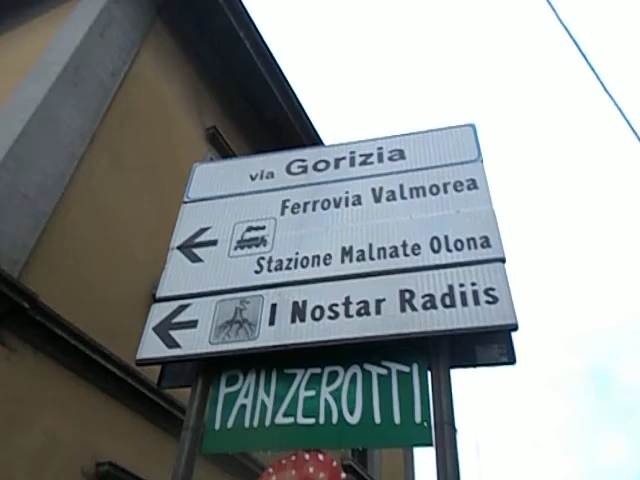 via Gorizia
Ferrovia Valmorea
Stazione Malnate Olona
I Nostar Radiis
PANZEROTTI.